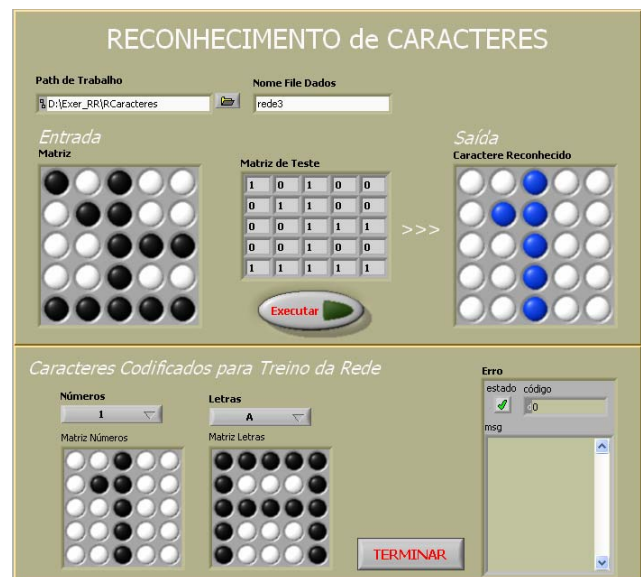 RECONHECIMENTO de CARACTERES
Path de Trabalho
Nome File Dados
D:\Exer_RR\RCaracteres
rede3
Entrada
Saída
Matriz
Matriz de Teste
Caractere Reconhecido
1 0 1 0 0
0 1 1 0 0
0 0 1 1 1
0 0 1 0 0
1 1 1 1 1
>>>
Executar
Caracteres Codificados para Treino da Rede
Erro
Números
Letras
estado código
1
A
d0
msg
Matriz Números
Matriz Letras
TERMINAR